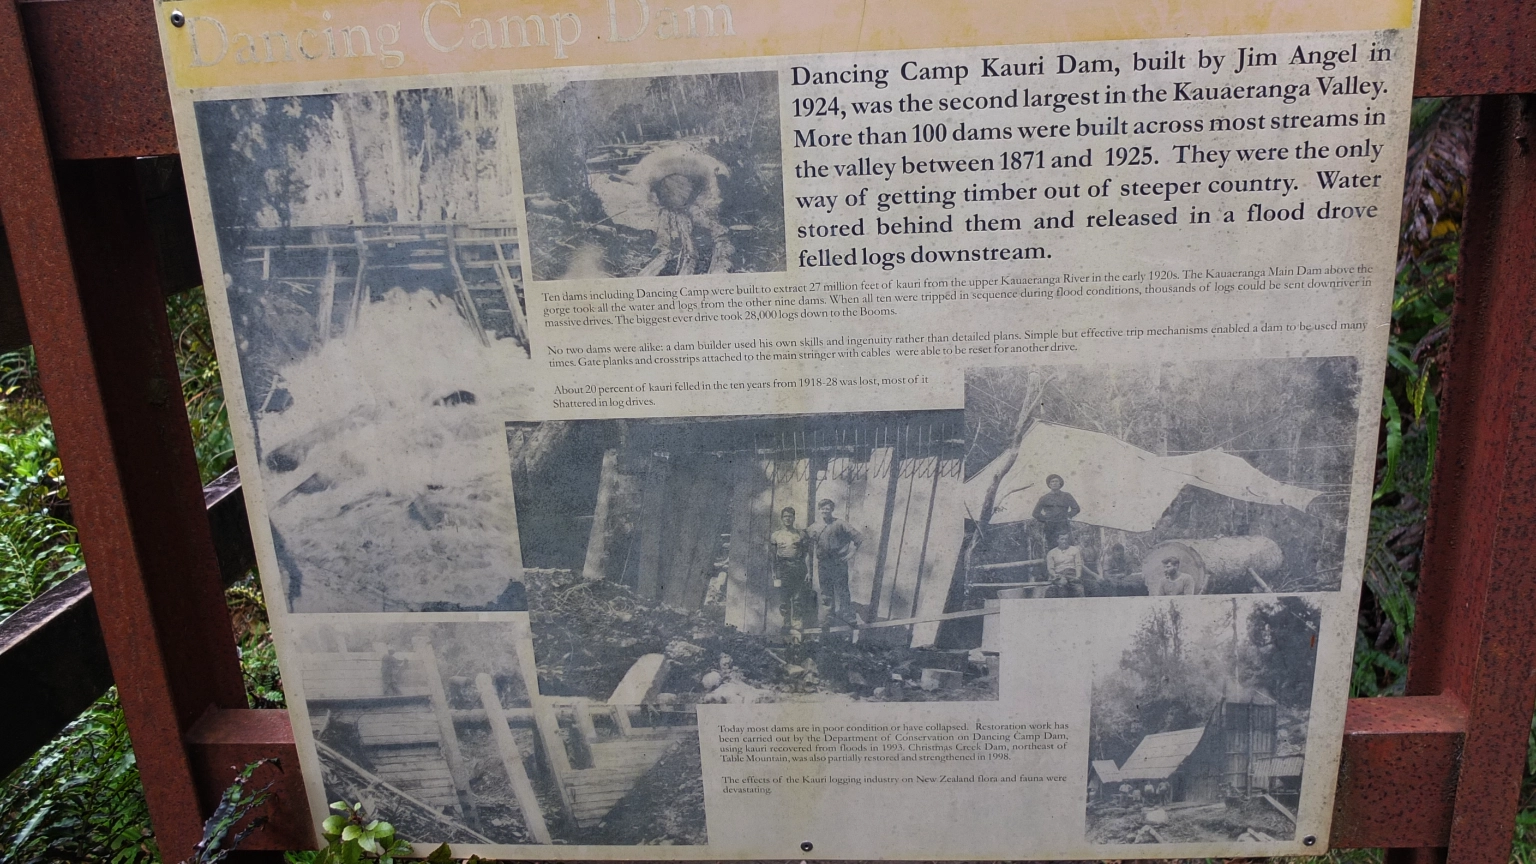 Dancing Camp Dam
Dancing Camp Kauri Dam, built by Jim Angel in
1924, was the second largest in the Kauaeranga Valley.
More than 100 dams were built across most streams in
the valley between 1871 and 1925. They were the only
way of getting timber out of steeper country. Water
stored behind them and released in a flood drove
felled logs downstream.
Ten dams including Dancing Camp were built to extract 27 million feet of kauri from the upper Kauaeranga River in the early 1920s. The Kauaeranga Main Dam above the
gorge took all the water and logs from the other nine dams. When all ten were tripped in sequence during flood conditions, thousands of logs could be sent downriver in
massive drives. The biggest ever drive took 28,000 logs down to the Booms.
No two dams were alike: a dam builder used his own skills and ingenuity rather than detailed plans. Simple but effective trip mechanisms enabled a dam to be used many
times. Gate planks and crosstrips attached to the main stringer with cables were able to be reset for another drive.
About 20 percent of kauri felled in the ten years from 1918-28 was lost, most of it
Shattered in log drives.
Today most dams are in poor condition or have collapsed. Restoration work has
been carried out by the Department of Conservation on Dancing Camp Dam,
using kauri recovered from floods in 1993. Christmas Creek Dam, northeast of
Table Mountain, was also partially restored and strengthened in 1998.
The effects of the Kauri logging industry on New Zealand flora and fauna were
devastating.